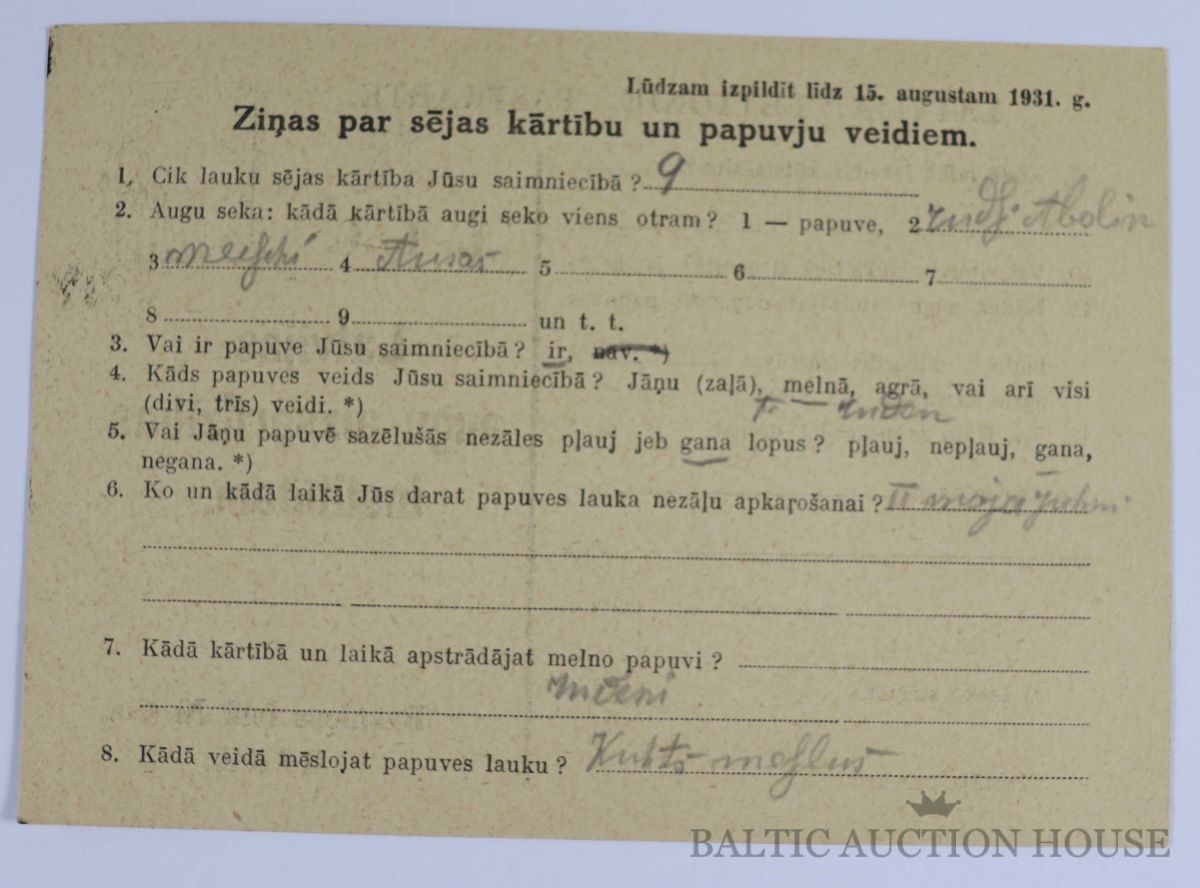 Lūdzam izpildīt līdz 15. augustam 1931. g.
Ziņas par sējas kārtību un papuvju veidiem.
1. Cik lauku sējas kārtība Jūsu saimniecībā? 9
2. Augu seka: kādā kārtībā augi seko viens otram? 1 — papuve, 2 Abolin
3 4 Ausas 5 6 7
8 9 un t. t.
3. Vai ir papuve Jūsu saimniecībā? ir, nav. *)
4. Kāds papuves veids Jūsu saimniecībā? Jāņu (zaļā), melnā, agrā, vai arī visi
(divi, trīs) veidi. *)
5. Vai Jāņu papuvē sazēlušās nezāles pļauj jeb gana lopus? pļauj, nepļauj, gana,
negana. *)
6. Ko un kādā laikā Jūs darat papuves lauka nezāļu apkaŗošanai?
7. Kādā kārtībā un laikā apstrādājat melno papuvi?
8. Kādā veidā mēslojat papuves lauku? Kuhts mehslus
BALTIC AUCTION HOUSE